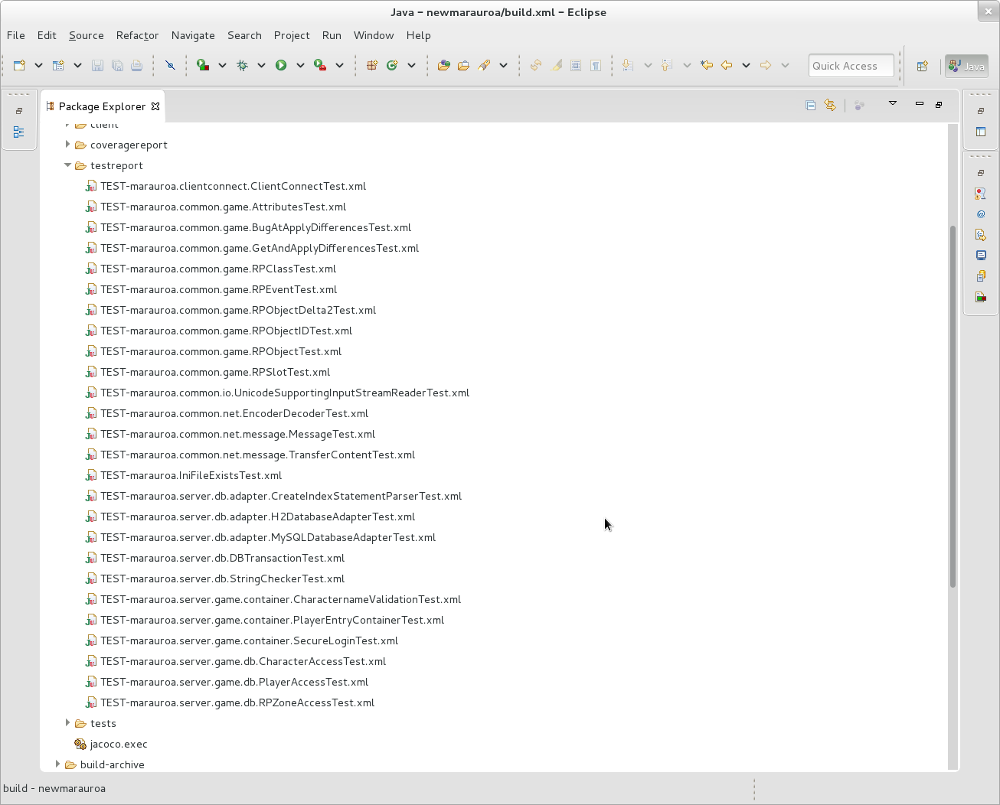 Java – newmarauroa/build.xml – Eclipse
File Edit Source Refactor Navigate Search Project Run Window Help
Quick Access Java
Package Explorer
client
coveragereport
testreport
TEST-marauroa.clientconnect.ClientConnectTest.xml
TEST-marauroa.common.game.AttributesTest.xml
TEST-marauroa.common.game.BugAtApplyDifferencesTest.xml
TEST-marauroa.common.game.GetAndApplyDifferencesTest.xml
TEST-marauroa.common.game.RPClassTest.xml
TEST-marauroa.common.game.RPEventTest.xml
TEST-marauroa.common.game.RPObjectDelta2Test.xml
TEST-marauroa.common.game.RPObjectIDTest.xml
TEST-marauroa.common.game.RPObjectTest.xml
TEST-marauroa.common.game.RPSlotTest.xml
TEST-marauroa.common.io.UnicodeSupportingInputStreamReaderTest.xml
TEST-marauroa.common.net.EncoderDecoderTest.xml
TEST-marauroa.common.net.message.MessageTest.xml
TEST-marauroa.common.net.message.TransferContentTest.xml
TEST-marauroa.IniFileExistsTest.xml
TEST-marauroa.server.db.adapter.CreateIndexStatementParserTest.xml
TEST-marauroa.server.db.adapter.H2DatabaseAdapterTest.xml
TEST-marauroa.server.db.adapter.MySQLDatabaseAdapterTest.xml
TEST-marauroa.server.db.DBTransactionTest.xml
TEST-marauroa.server.db.StringCheckerTest.xml
TEST-marauroa.server.game.container.CharacternameValidationTest.xml
TEST-marauroa.server.game.container.PlayerEntryContainerTest.xml
TEST-marauroa.server.game.container.SecureLoginTest.xml
TEST-marauroa.server.game.db.CharacterAccessTest.xml
TEST-marauroa.server.game.db.PlayerAccessTest.xml
TEST-marauroa.server.game.db.RPZoneAccessTest.xml
tests
jacoco.exec
build-archive
build - newmarauroa